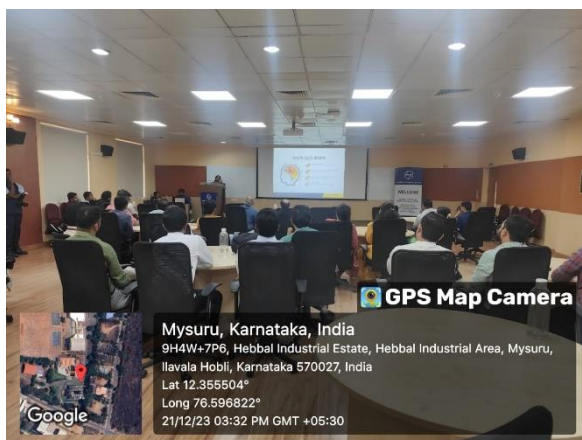 WELCOME
GPS Map Camera
Mysuru, Karnataka, India
9H4W+7P6, Hebbal Industrial Estate, Hebbal Industrial Area, Mysuru,
Ilavala Hobli, Karnataka 570027, India
Lat 12.355504°
Long 76.596822°
21/12/23 03:32 PM GMT +05:30
Google